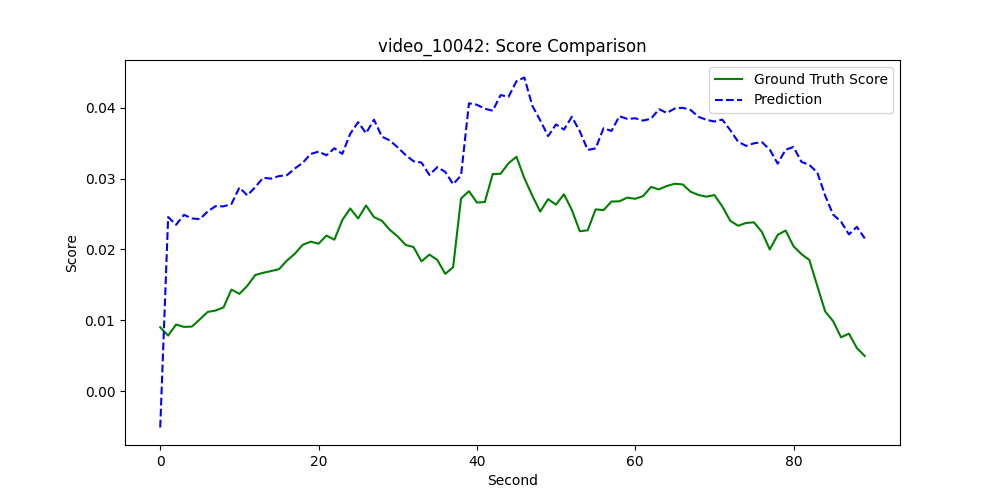 video_10042: Score Comparison
Ground Truth Score
Prediction
Score
0.04
0.03
0.02
0.01
0.00
0 20 40 60 80
Second